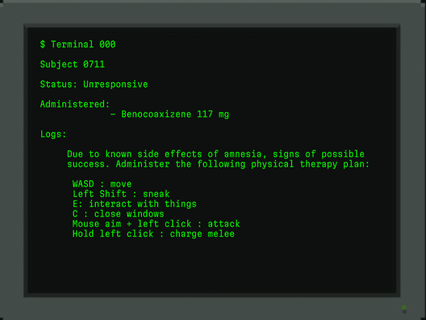 $ Terminal 000
Subject 0711
Status: Unresponsive
Administered:
- Benocoaxizene 117 mg
Logs:
Due to known side effects of amnesia, signs of possible
success. Administer the following physical therapy plan:
WASD : move
Left Shift : sneak
E: interact with things
C : close windows
Mouse aim + left click : attack
Hold left click : charge melee